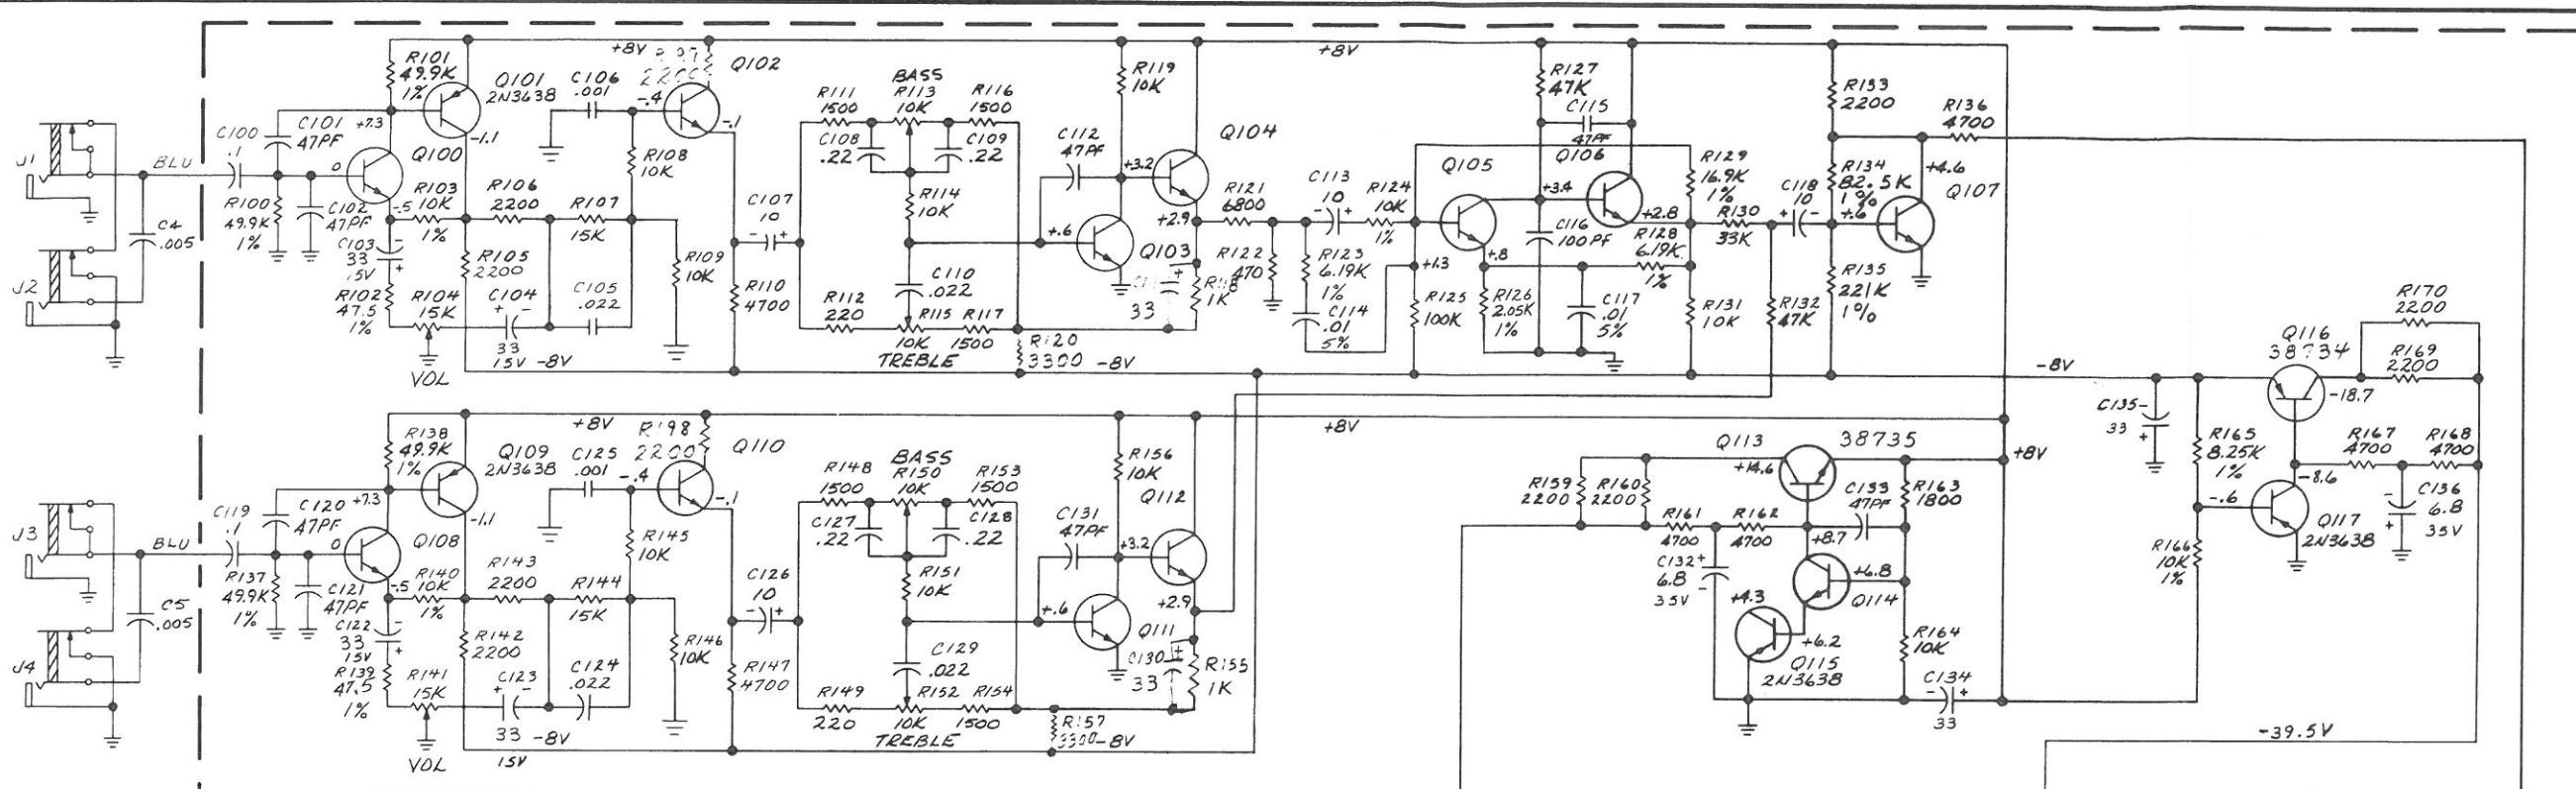 J1
J2
BLU
C4
.005
C100
.1
C101
47PF
R100
49.9K
1%
C102
47PF
0
R101
49.9K
1%
+7.3
Q100
Q101
2N3638
-1.1
-.5
R103
10K
1%
C103
33
15V
R102
47.5
1%
R104
15K
VOL
R105
2200
R106
2200
C104
33
15V
-8V
R107
15K
C105
.022
C106
.001
+8V
-.4
Q102
-.1
R108
10K
R109
10K
R110
4700
C107
10
R111
1500
BASS
R113
10K
R116
1500
C108
.22
C109
.22
R114
10K
C110
.022
R112
220
R115
10K
TREBLE
R117
1500
R120
3300
-8V
+.6
C112
47PF
R119
10K
+3.2
Q103
Q104
+2.9
33
1K
R121
6800
R122
470
C113
10
R123
6.19K
1%
C114
.01
5%
R124
10K
1%
+8V
Q105
+1.3
R125
100K
+.8
R126
2.05K
1%
R127
47K
C115
47PF
Q106
+3.4
C116
100PF
C117
.01
5%
+2.8
R128
6.19K
1%
R129
16.9K
1%
R130
33K
R131
10K
C118
10
R132
47K
R133
2200
R134
82.5K
1%
+.6
R135
221K
1%
R136
4700
+4.6
Q107
-8V
J3
J4
BLU
C5
.005
C119
.1
C120
47PF
R137
49.9K
1%
C121
47PF
0
R138
49.9K
1%
+7.3
Q108
Q109
2N3638
-1.1
-.5
R140
10K
1%
C122
33
15V
R139
47.5
1%
R141
15K
VOL
R142
2200
R143
2200
C123
33
15V
-8V
R144
15K
C124
.022
C125
.001
+8V
R198
2200
-.4
Q110
-.1
R145
10K
R146
10K
R147
4700
C126
10
R148
1500
BASS
R150
10K
R153
1500
C127
.22
C128
.22
R151
10K
C129
.022
R149
220
R152
10K
TREBLE
R154
1500
R157
3300
-8V
+.6
C131
47PF
R156
10K
+3.2
Q111
Q112
+2.9
C130
33
R155
1K
+8V
R159
2200
R160
2200
Q113
38735
+14.6
R161
4700
R162
4700
C132
6.8
35V
C133
47PF
+8.7
R163
1800
+8V
+6.8
Q114
+4.3
+6.2
Q115
2N3638
R164
10K
C134
33
C135
33
R165
8.25K
1%
-.6
R166
10K
1%
Q116
38734
-18.7
R170
2200
R169
2200
R167
4700
R168
4700
-8.6
Q117
2N3638
C136
6.8
35V
-39.5V